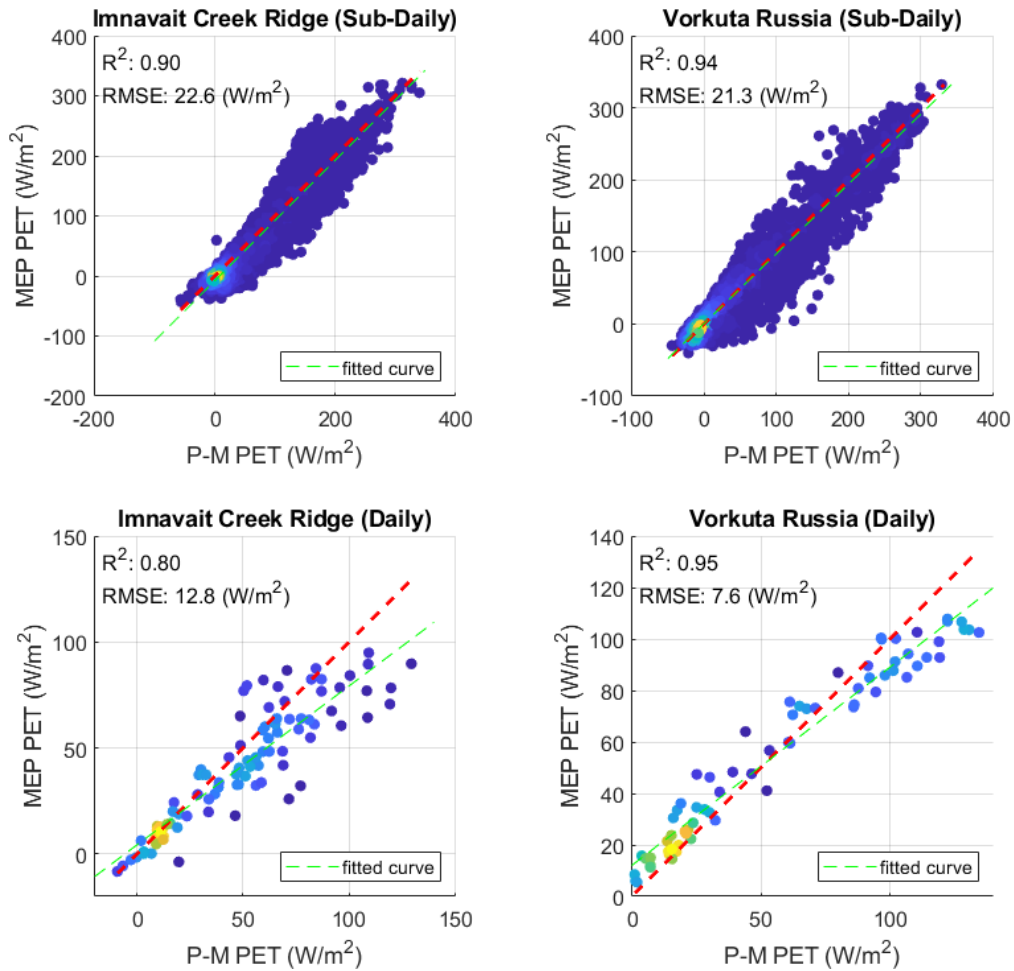 Imnavait Creek Ridge (Sub-Daily)
R²: 0.90
RMSE: 22.6 (W/m²)
MEP PET (W/m²)
400
300
200
100
0
-100
-200
-200
0
200
400
P-M PET (W/m²)
fitted curve
Vorkuta Russia (Sub-Daily)
R²: 0.94
RMSE: 21.3 (W/m²)
MEP PET (W/m²)
400
300
200
100
0
-100
-100
0
100
200
300
400
P-M PET (W/m²)
fitted curve
Imnavait Creek Ridge (Daily)
R²: 0.80
RMSE: 12.8 (W/m²)
MEP PET (W/m²)
150
100
50
0
0
50
100
150
P-M PET (W/m²)
fitted curve
Vorkuta Russia (Daily)
R²: 0.95
RMSE: 7.6 (W/m²)
MEP PET (W/m²)
140
120
100
80
60
40
20
0
0
50
100
P-M PET (W/m²)
fitted curve